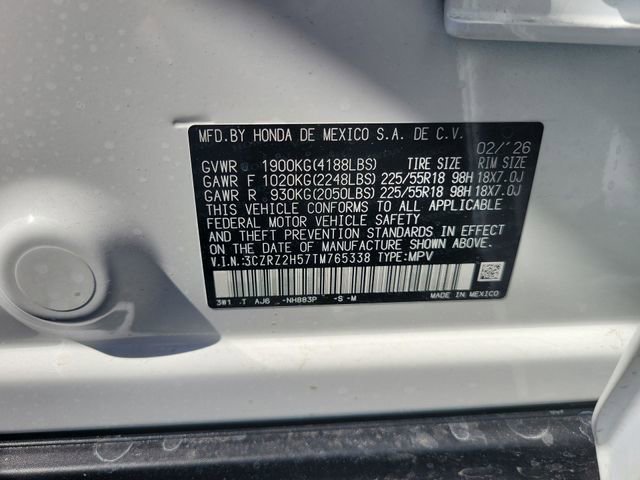 MFD.BY HONDA DE MEXICO S.A. DE C.V.
02/'26
GVWR 1900KG(4188LBS) TIRE SIZE RIM SIZE
GAWR F 1020KG(2248LBS) 225/55R18 98H 18X7.0J
GAWR R 930KG(2050LBS) 225/55R18 98H 18X7.0J
THIS VEHICLE CONFORMS TO ALL APPLICABLE
FEDERAL MOTOR VEHICLE SAFETY
AND THEFT PREVENTION STANDARDS IN EFFECT
ON THE DATE OF MANUFACTURE SHOWN ABOVE.
V.I.N.:3CZRZ2H57TM765338 TYPE:MPV
3W1 .T AJ6 -NH883P -S-M MADE IN MEXICO